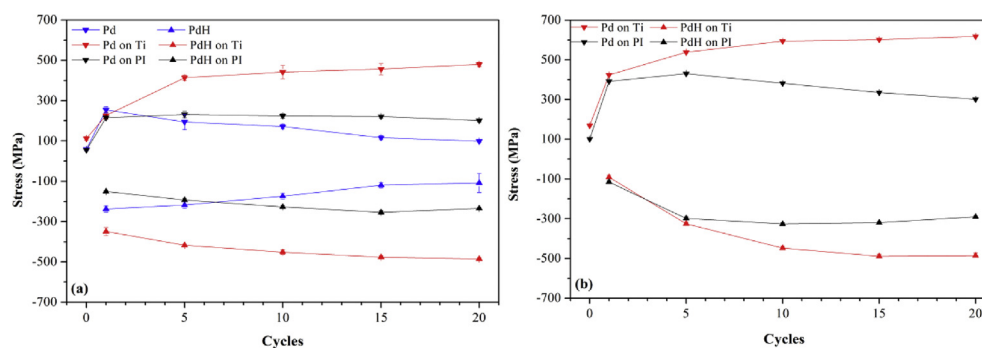 700
500
300
100
-100
-300
-500
-700
Stress (MPa)
Pd PdH
Pd on Ti PdH on Ti
Pd on PI PdH on PI
(a)
0 5 10 15 20
Cycles
700
500
300
100
-100
-300
-500
-700
Stress (MPa)
Pd on Ti PdH on Ti
Pd on PI PdH on PI
(b)
0 5 10 15 20
Cycles